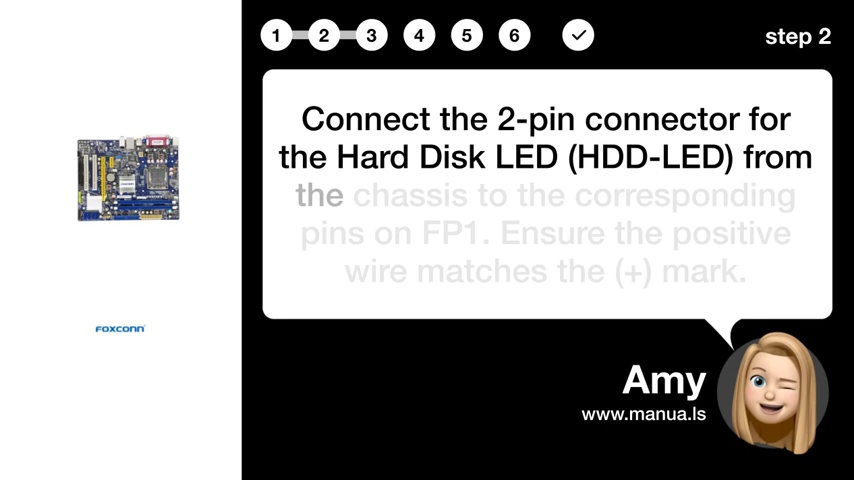 1 2 3 4 5 6 step 2
Connect the 2-pin connector for
the Hard Disk LED (HDD-LED) from
the chassis to the corresponding
pins on FP1. Ensure the positive
wire matches the (+) mark.
FOXCONN
Amy
www.manua.ls